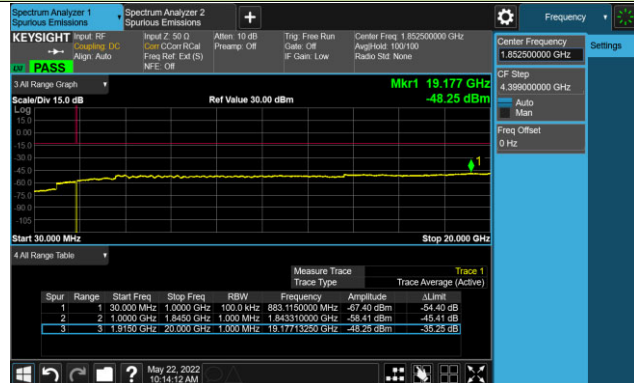 Spectrum Analyzer 1
Spurious Emissions
Spectrum Analyzer 2
Spurious Emissions
+
Frequency
KEYSIGHT
Input: RF
Coupling: DC
Align: Auto
Input Z: 50 Ω
Corr CCorr RCal
Freq Ref: Ext (S)
NFE: Off
Atten: 10 dB
Preamp: Off
Trig: Free Run
Gate: Off
IF Gain: Low
Center Freq: 1.852500000 GHz
Avg|Hold: 100/100
Radio Std: None
PASS
Center Frequency
1.852500000 GHz
Settings
CF Step
4.399000000 GHz
Auto
Man
Freq Offset
0 Hz
3 All Range Graph
Mkr1 19.177 GHz
Scale/Div 15.0 dB
Ref Value 30.00 dBm
-48.25 dBm
Log
15.0
0.00
-15.0
-30.0
-45.0
-60.0
-75.0
-90.0
-105
1
Start 30.000 MHz
Stop 20.000 GHz
4 All Range Table
Measure Trace Trace 1
Trace Type Trace Average (Active)
Spur Range Start Freq Stop Freq RBW Frequency Amplitude ΔLimit
1 1 30.000 MHz 1.0000 GHz 100.0 kHz 883.1150000 MHz -67.40 dBm -54.40 dB
2 2 1.0000 GHz 1.8450 GHz 1.000 MHz 1.843310000 GHz -58.41 dBm -45.41 dB
3 3 1.9150 GHz 20.000 GHz 1.000 MHz 19.17713250 GHz -48.25 dBm -35.25 dB
?
May 22, 2022
10:14:12 AM